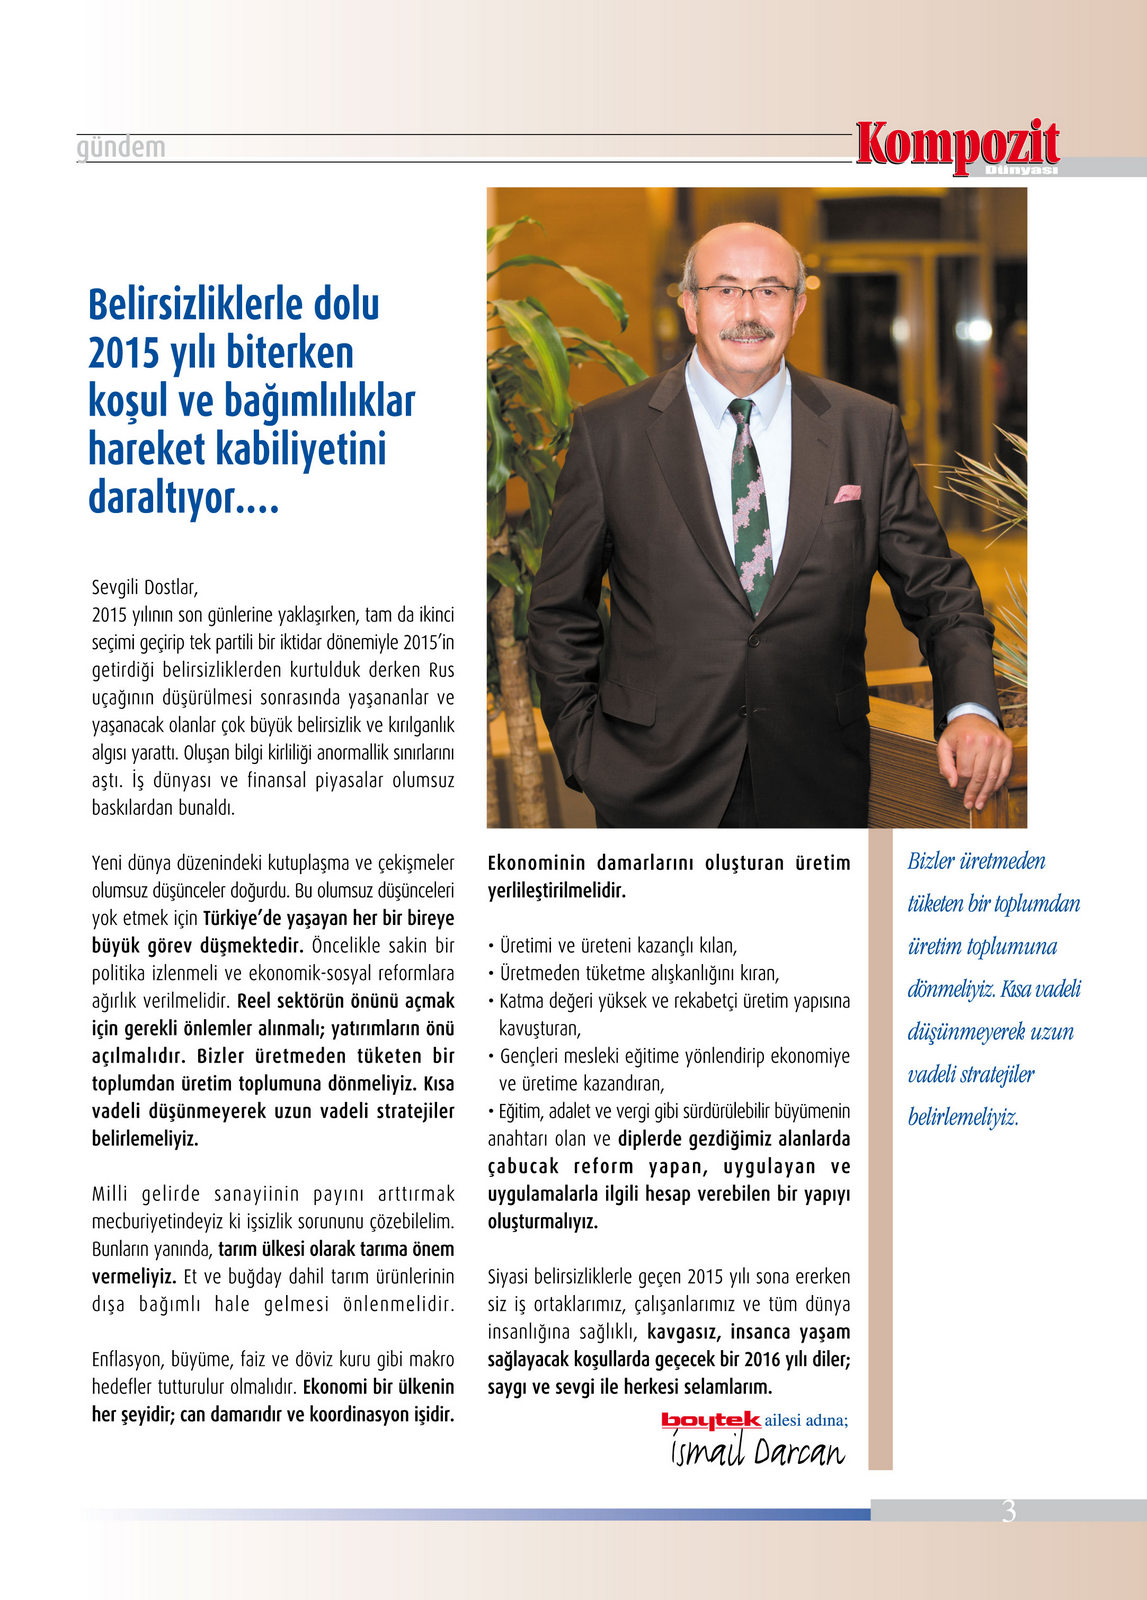 gündem
Kompozit
Dünyası
Belirsizliklerle dolu
2015 yılı biterken
koşul ve bağımlılıklar
hareket kabiliyetini
daraltıyor....
Sevgili Dostlar,
2015 yılının son günlerine yaklaşırken, tam da ikinci
seçimi geçirip tek partili bir iktidar dönemiyle 2015’in
getirdiği belirsizliklerden kurtulduk derken Rus
uçağının düşürülmesi sonrasında yaşananlar ve
yaşanacak olanlar çok büyük belirsizlik ve kırılganlık
algısı yarattı. Oluşan bilgi kirliliği anormallik sınırlarını
aştı. İş dünyası ve finansal piyasalar olumsuz
baskılardan bunaldı.
Yeni dünya düzenindeki kutuplaşma ve çekişmeler
olumsuz düşünceler doğurdu. Bu olumsuz düşünceleri
yok etmek için Türkiye’de yaşayan her bir bireye
büyük görev düşmektedir. Öncelikle sakin bir
politika izlenmeli ve ekonomik-sosyal reformlara
ağırlık verilmelidir. Reel sektörün önünü açmak
için gerekli önlemler alınmalı; yatırımların önü
açılmalıdır. Bizler üretmeden tüketen bir
toplumdan üretim toplumuna dönmeliyiz. Kısa
vadeli düşünmeyerek uzun vadeli stratejiler
belirlemeliyiz.
Milli gelirde sanayiinin payını arttırmak
mecburiyetindeyiz ki işsizlik sorununu çözebilelim.
Bunların yanında, tarım ülkesi olarak tarıma önem
vermeliyiz. Et ve buğday dahil tarım ürünlerinin
dışa bağımlı hale gelmesi önlenmelidir.
Enflasyon, büyüme, faiz ve döviz kuru gibi makro
hedefler tutturulur olmalıdır. Ekonomi bir ülkenin
her şeyidir; can damarıdır ve koordinasyon işidir.
Ekonominin damarlarını oluşturan üretim
yerlileştirilmelidir.
• Üretimi ve üreteni kazançlı kılan,
• Üretmeden tüketme alışkanlığını kıran,
• Katma değeri yüksek ve rekabetçi üretim yapısına
kavuşturan,
• Gençleri mesleki eğitime yönlendirip ekonomiye
ve üretime kazandıran,
• Eğitim, adalet ve vergi gibi sürdürülebilir büyümenin
anahtarı olan ve diplerde gezdiğimiz alanlarda
çabucak reform yapan, uygulayan ve
uygulamalarla ilgili hesap verebilen bir yapıyı
oluşturmalıyız.
Siyasi belirsizliklerle geçen 2015 yılı sona ererken
siz iş ortaklarımız, çalışanlarımız ve tüm dünya
insanlığına sağlıklı, kavgasız, insanca yaşam
sağlayacak koşullarda geçecek bir 2016 yılı diler;
saygı ve sevgi ile herkesi selamlarım.
boytek ailesi adına;
İsmail Darcan
Bizler üretmeden
tüketen bir toplumdan
üretim toplumuna
dönmeliyiz. Kısa vadeli
düşünmeyerek uzun
vadeli stratejiler
belirlemeliyiz.
3